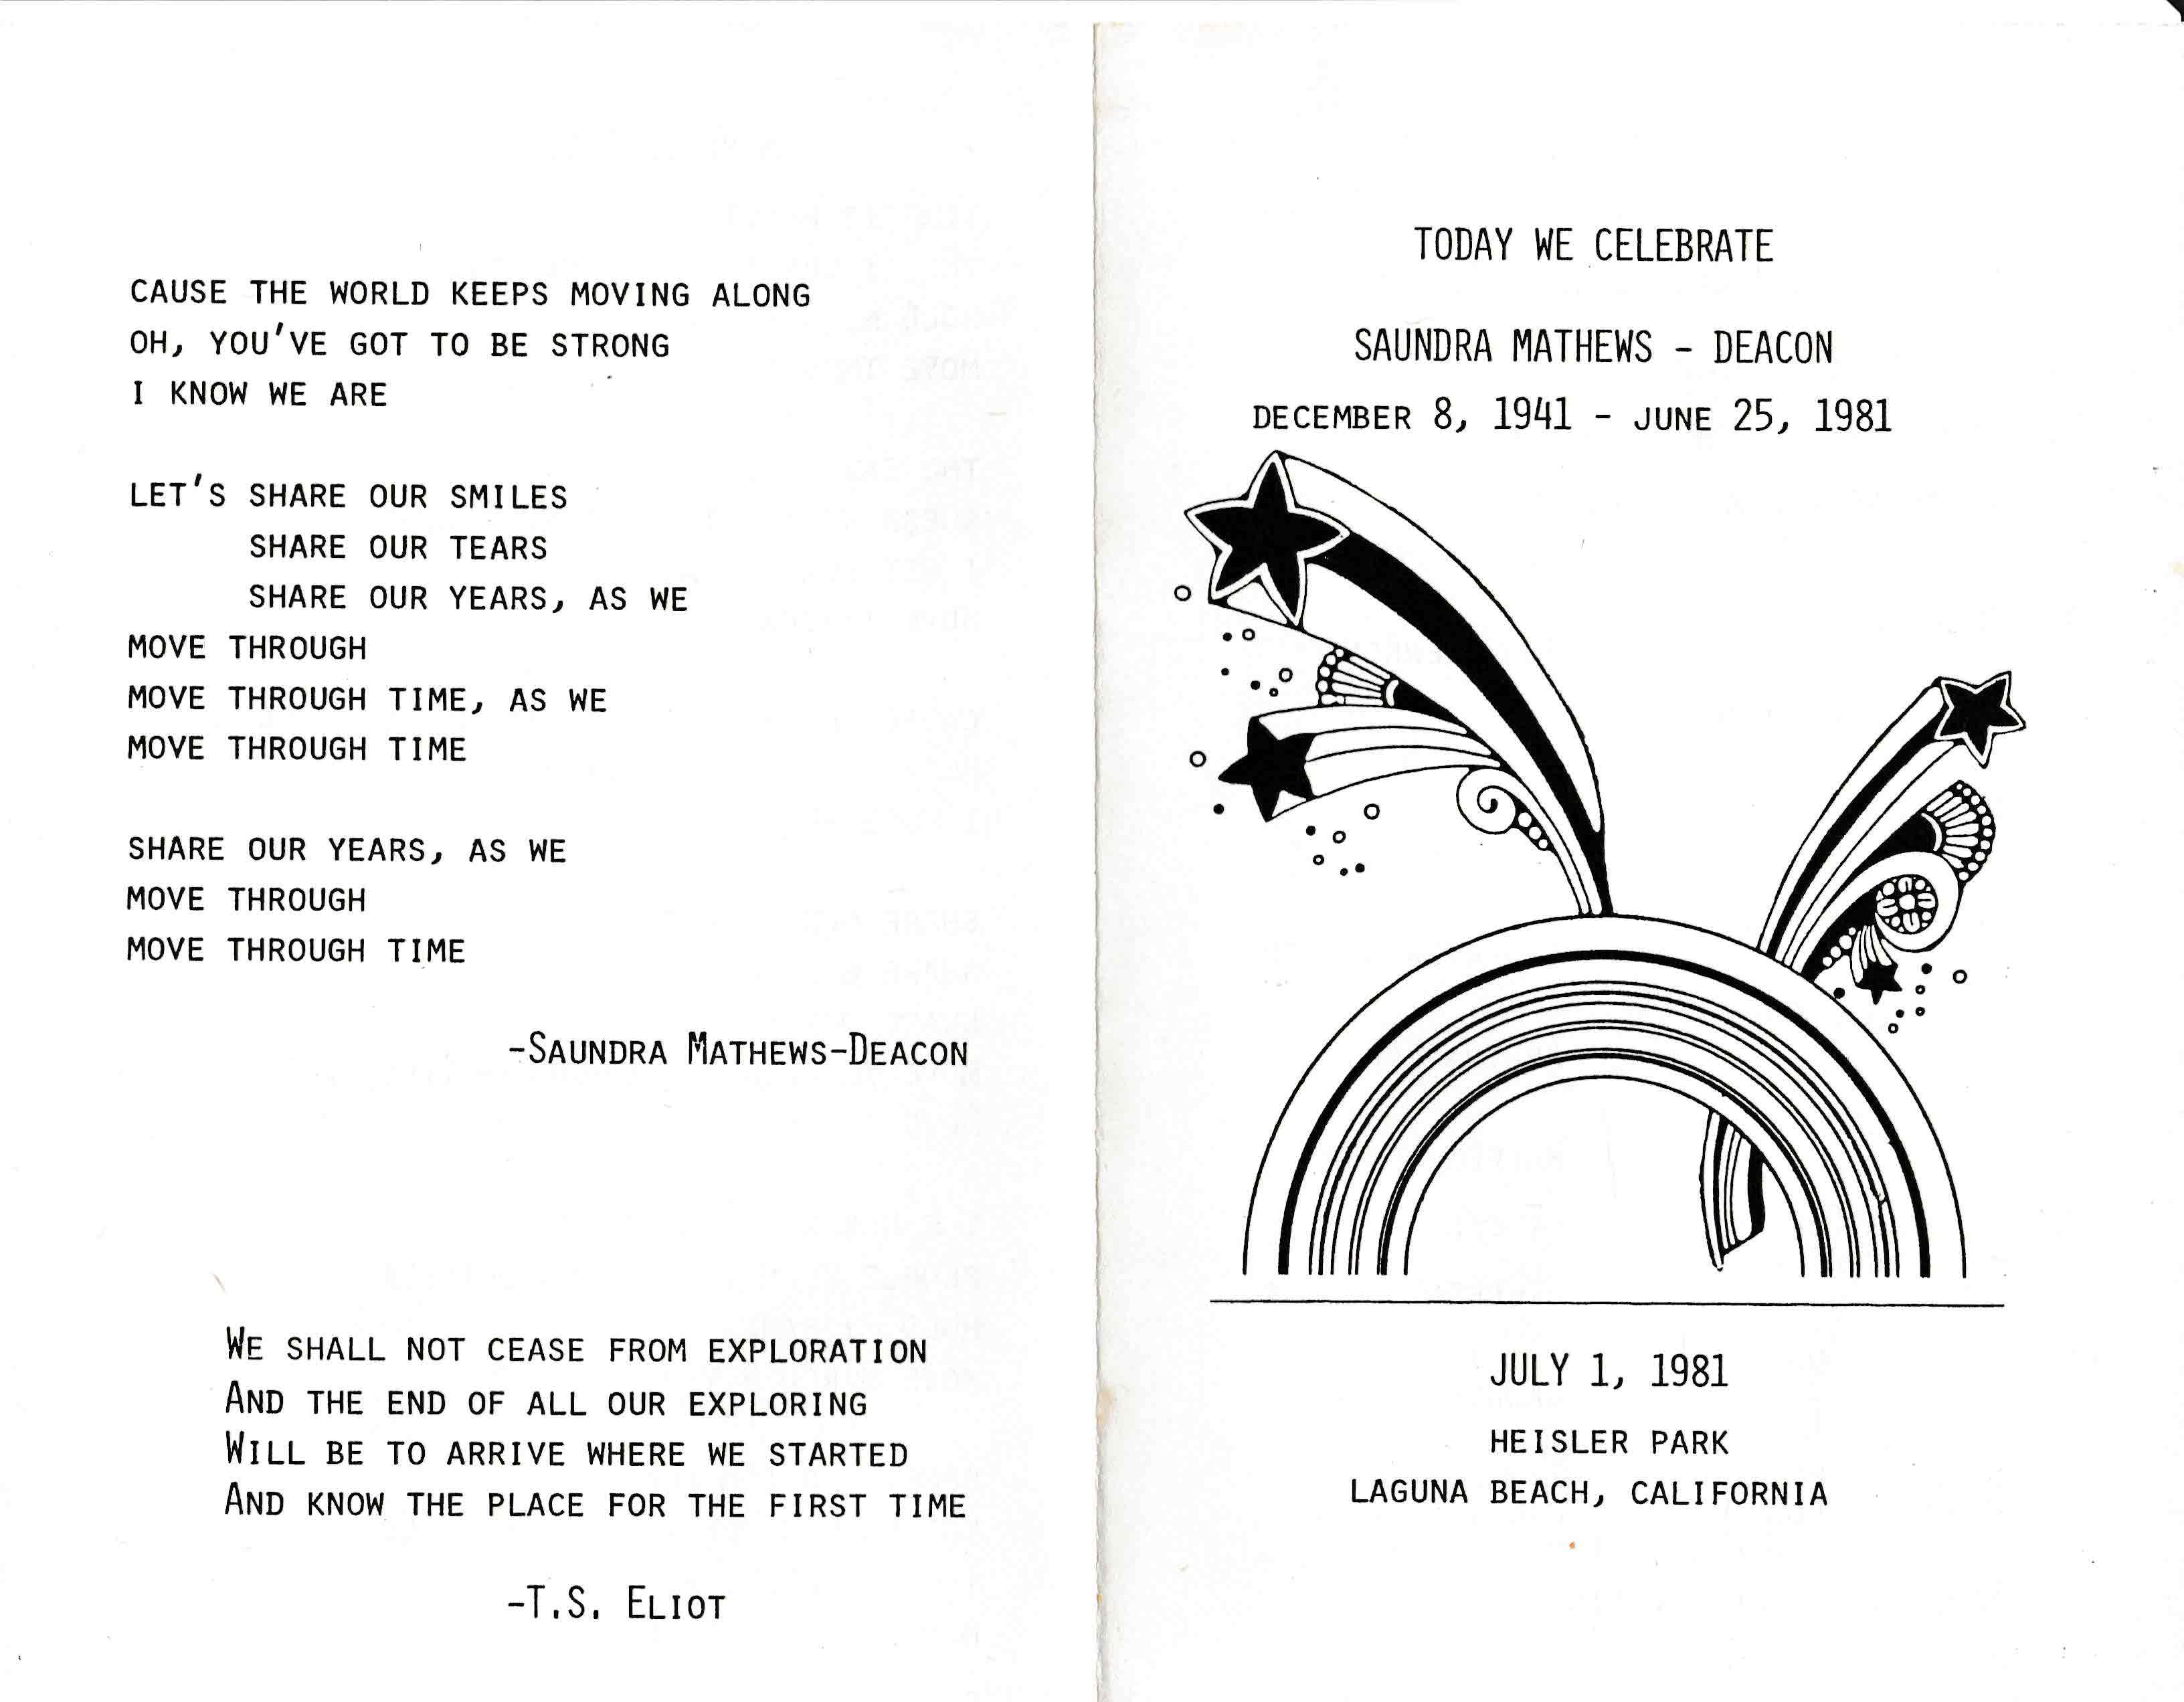 CAUSE THE WORLD KEEPS MOVING ALONG
OH, YOU'VE GOT TO BE STRONG
I KNOW WE ARE

LET'S SHARE OUR SMILES
SHARE OUR TEARS
SHARE OUR YEARS, AS WE
MOVE THROUGH
MOVE THROUGH TIME, AS WE
MOVE THROUGH TIME

SHARE OUR YEARS, AS WE
MOVE THROUGH
MOVE THROUGH TIME

-SAUNDRA MATHEWS-DEACON

WE SHALL NOT CEASE FROM EXPLORATION
AND THE END OF ALL OUR EXPLORING
WILL BE TO ARRIVE WHERE WE STARTED
AND KNOW THE PLACE FOR THE FIRST TIME

-T.S. ELIOT

TODAY WE CELEBRATE
SAUNDRA MATHEWS - DEACON
DECEMBER 8, 1941 - JUNE 25, 1981

JULY 1, 1981
HEISLER PARK
LAGUNA BEACH, CALIFORNIA